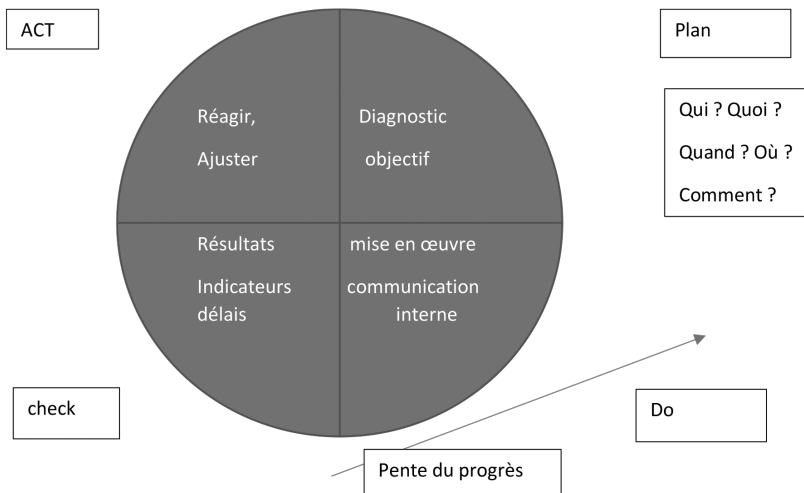 ACT
Plan
Réagir,
Ajuster
Diagnostic
objectif
Qui ? Quoi ?
Quand ? Où ?
Comment ?
Résultats
Indicateurs
délais
mise en œuvre
communication
interne
check
Do
Pente du progrès